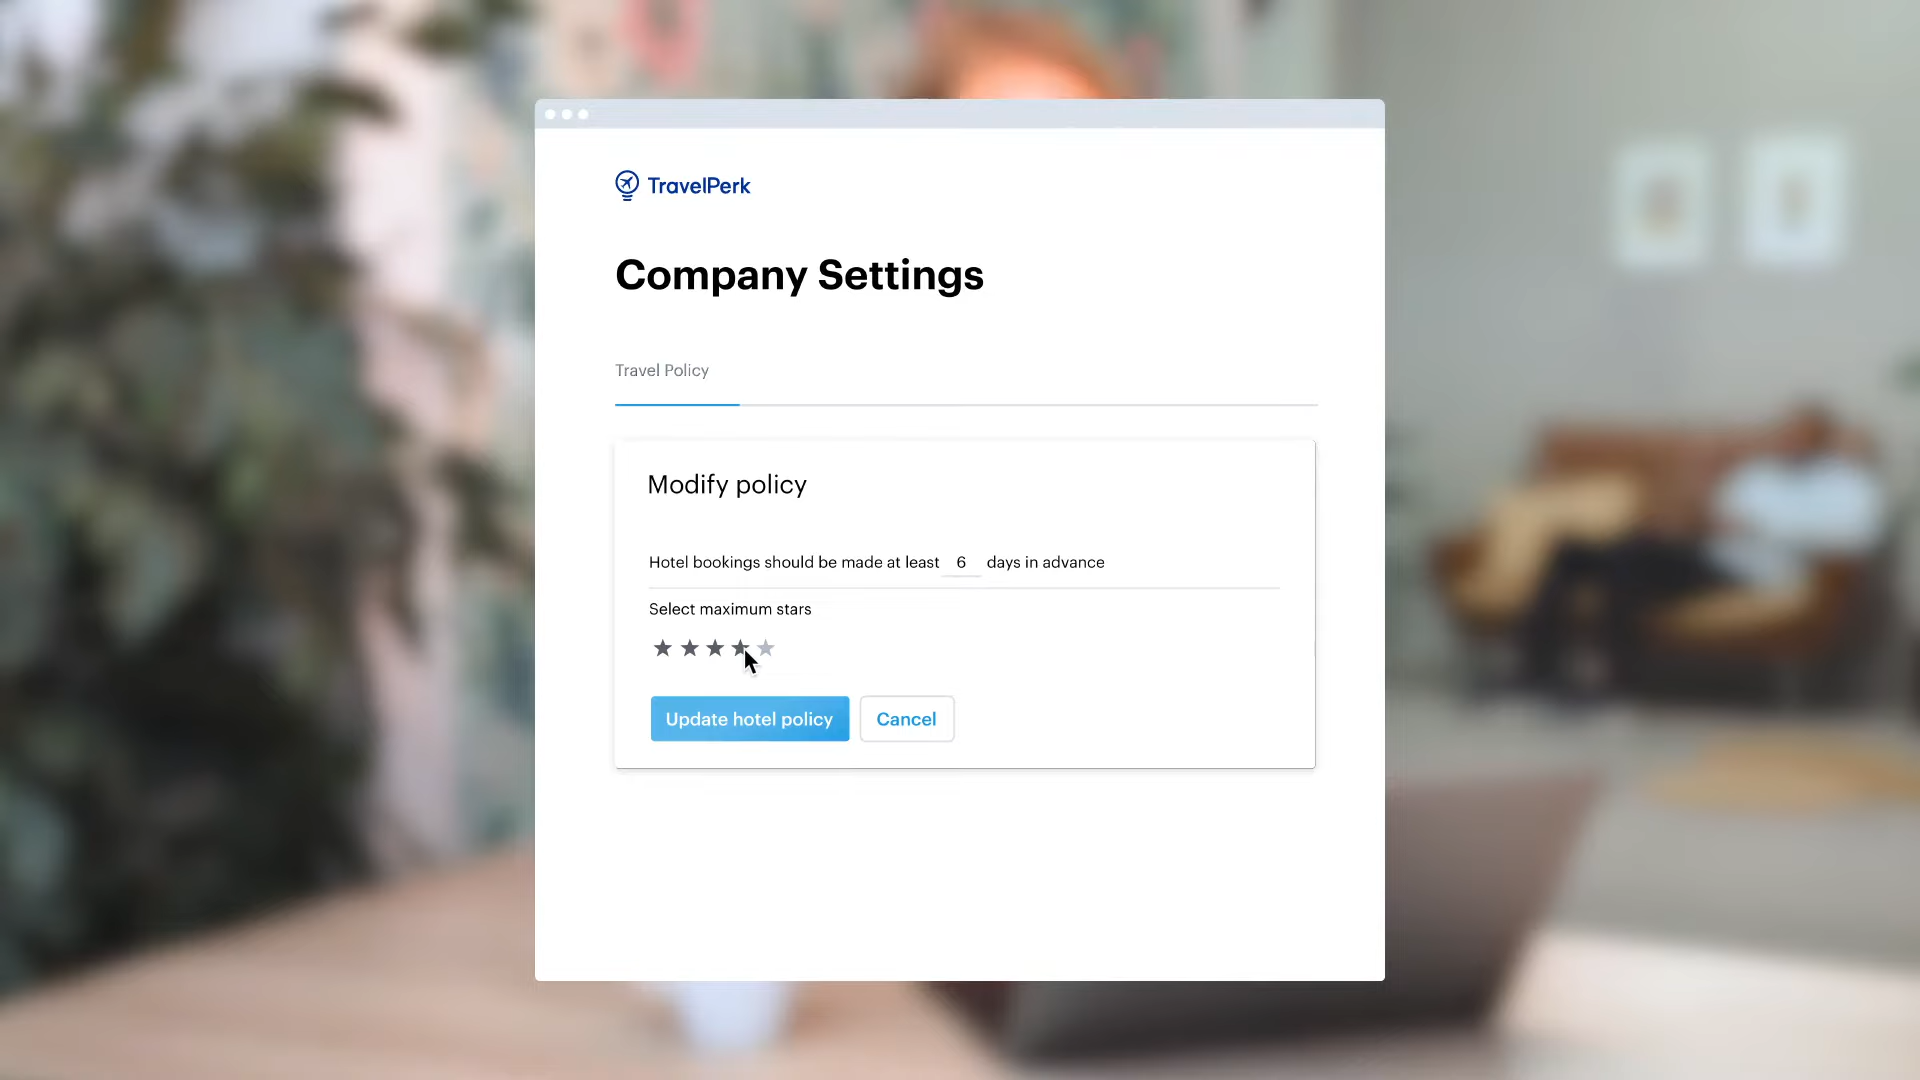 TravelPerk
Company Settings
Travel Policy
Modify policy
Hotel bookings should be made at least 6 days in advance
Select maximum stars
Update hotel policy
Cancel